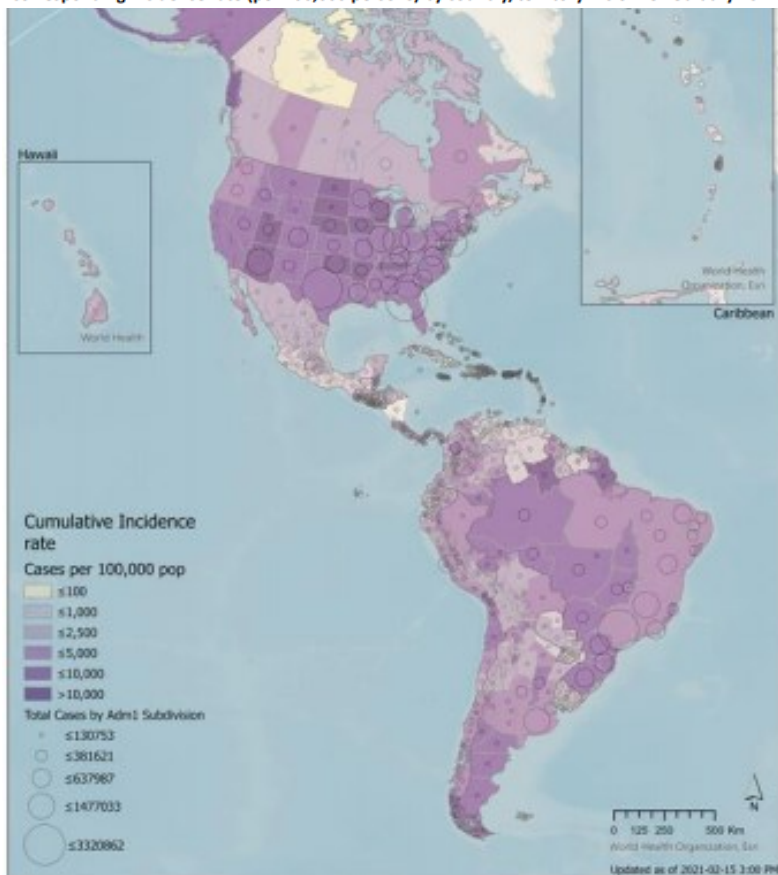 Hawaii
World Health
World Health
Organization, Esri
Caribbean
Cumulative Incidence
rate
Cases per 100,000 pop
≤100
≤1,000
≤2,500
≤5,000
≤10,000
>10,000
Total Cases by Adm1 Subdivision
≤130753
≤381621
≤637987
≤1477033
≤3320862
N
0 125 250 500 Km
World Health Organization, Esri
Updated as of 2021-02-15 3:00 PM